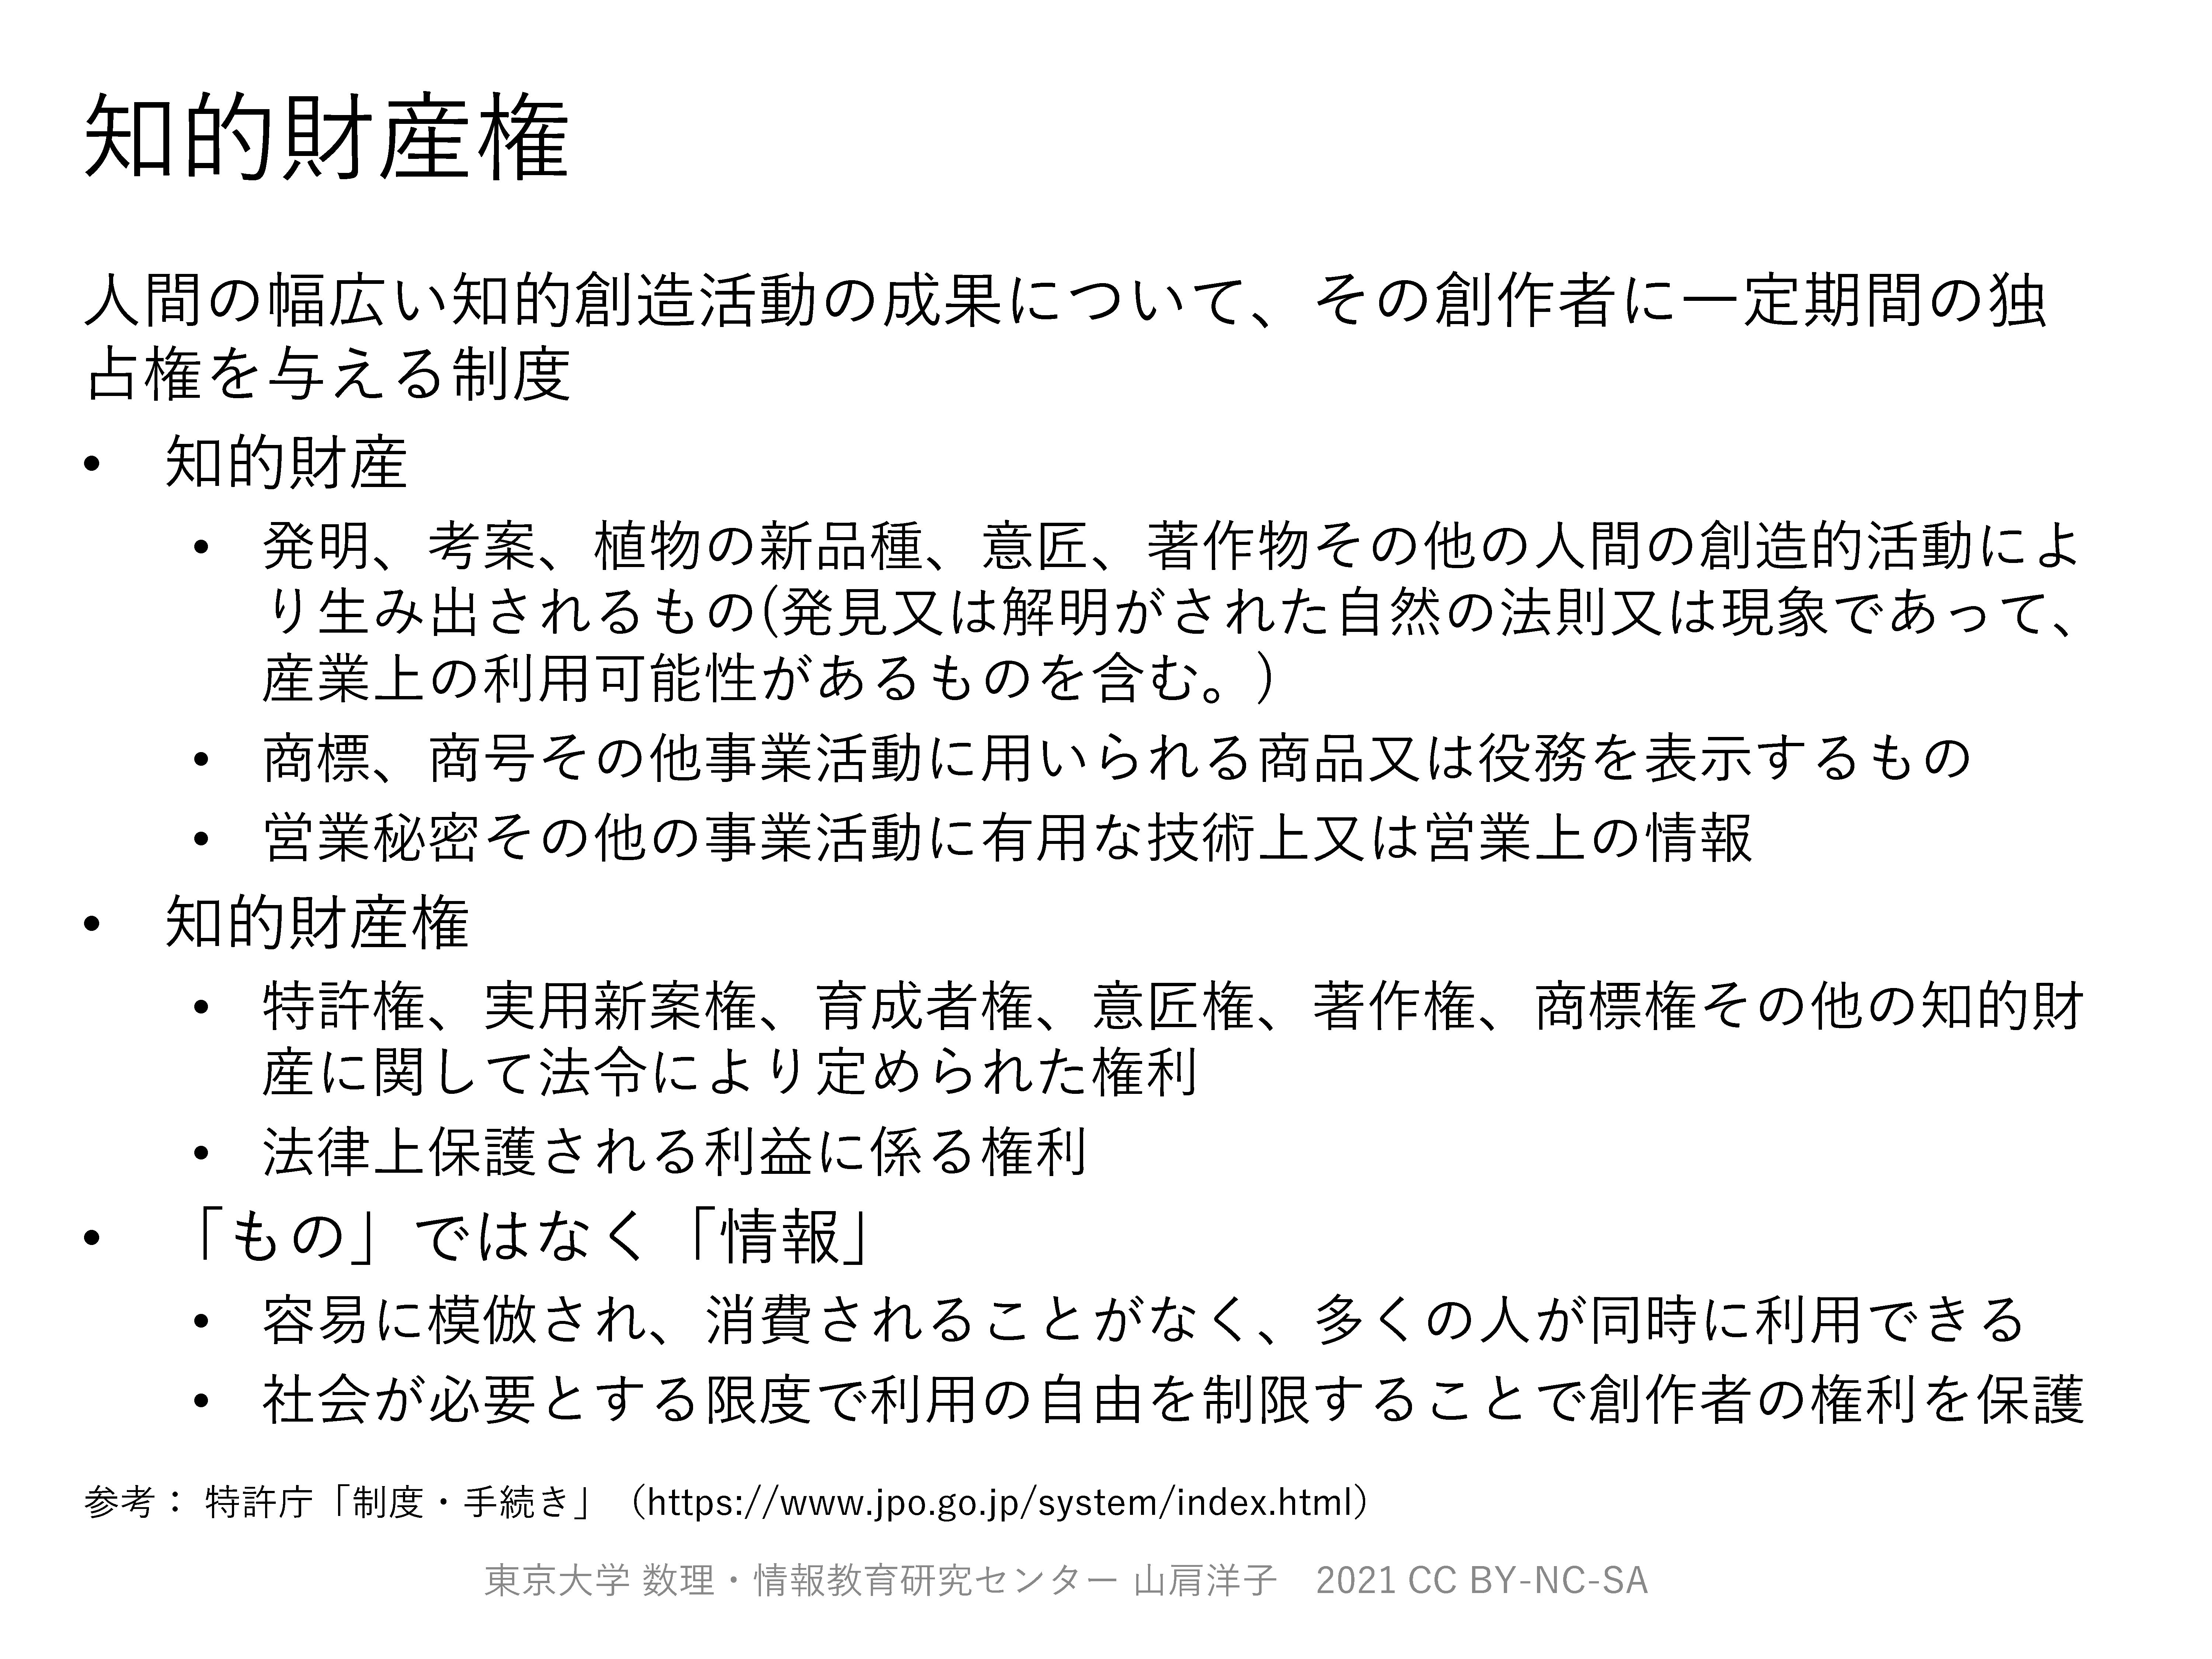 知的財産権
人間の幅広い知的創造活動の成果について、その創作者に一定期間の独
占権を与える制度
• 知的財産
• 発明、考案、植物の新品種、意匠、著作物その他の人間の創造的活動によ
り生み出されるもの(発見又は解明がされた自然の法則又は現象であって、
産業上の利用可能性があるものを含む。)
• 商標、商号その他事業活動に用いられる商品又は役務を表示するもの
• 営業秘密その他の事業活動に有用な技術上又は営業上の情報
• 知的財産権
• 特許権、実用新案権、育成者権、意匠権、著作権、商標権その他の知的財
産に関して法令により定められた権利
• 法律上保護される利益に係る権利
• 「もの」ではなく「情報」
• 容易に模倣され、消費されることがなく、多くの人が同時に利用できる
• 社会が必要とする限度で利用の自由を制限することで創作者の権利を保護
参考： 特許庁「制度・手続き」（https://www.jpo.go.jp/system/index.html）
東京大学 数理・情報教育研究センター 山肩洋子　2021 CC BY-NC-SA